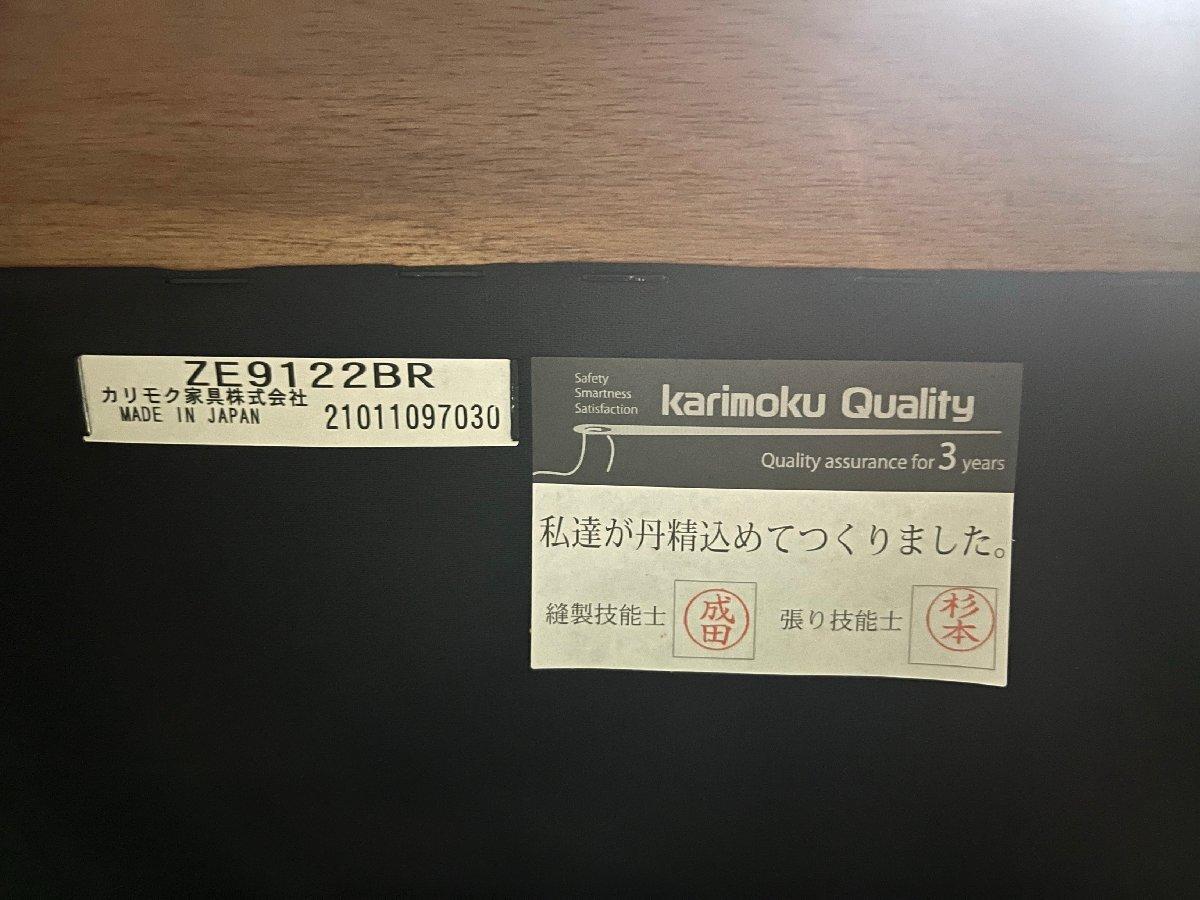 ZE9122BR
カリモク家具株式会社
MADE IN JAPAN 21011097030
Safety
Smartness
Satisfaction
karimoku Quality
Quality assurance for 3 years
私達が丹精込めてつくりました。
縫製技能士 成田 張り技能士 杉本